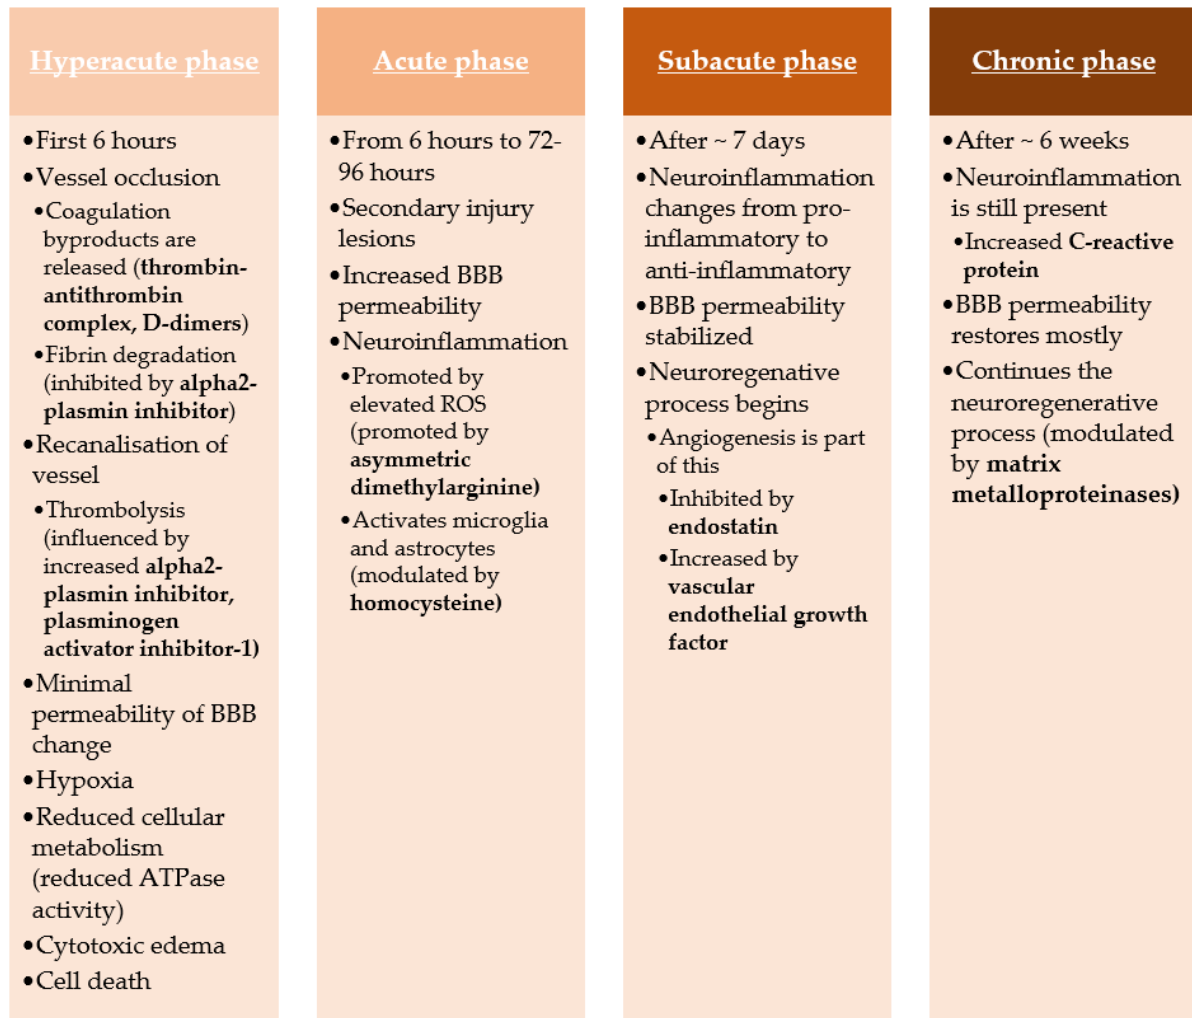 Hyperacute phase
•First 6 hours
•Vessel occlusion
•Coagulation
byproducts are
released (thrombin-
antithrombin
complex, D-dimers)
•Fibrin degradation
(inhibited by alpha2-
plasmin inhibitor)
•Recanalisation of
vessel
•Thrombolysis
(influenced by
increased alpha2-
plasmin inhibitor,
plasminogen
activator inhibitor-1)
•Minimal
permeability of BBB
change
•Hypoxia
•Reduced cellular
metabolism
(reduced ATPase
activity)
•Cytotoxic edema
•Cell death
Acute phase
•From 6 hours to 72-
96 hours
•Secondary injury
lesions
•Increased BBB
permeability
•Neuroinflammation
•Promoted by
elevated ROS
(promoted by
asymmetric
dimethylarginine)
•Activates microglia
and astrocytes
(modulated by
homocysteine)
Subacute phase
•After ~ 7 days
•Neuroinflammation
changes from pro-
inflammatory to
anti-inflammatory
•BBB permeability
stabilized
•Neuroregenative
process begins
•Angiogenesis is part
of this
•Inhibited by
endostatin
•Increased by
vascular
endothelial growth
factor
Chronic phase
•After ~ 6 weeks
•Neuroinflammation
is still present
•Increased C-reactive
protein
•BBB permeability
restores mostly
•Continues the
neuroregenerative
process (modulated
by matrix
metalloproteinases)